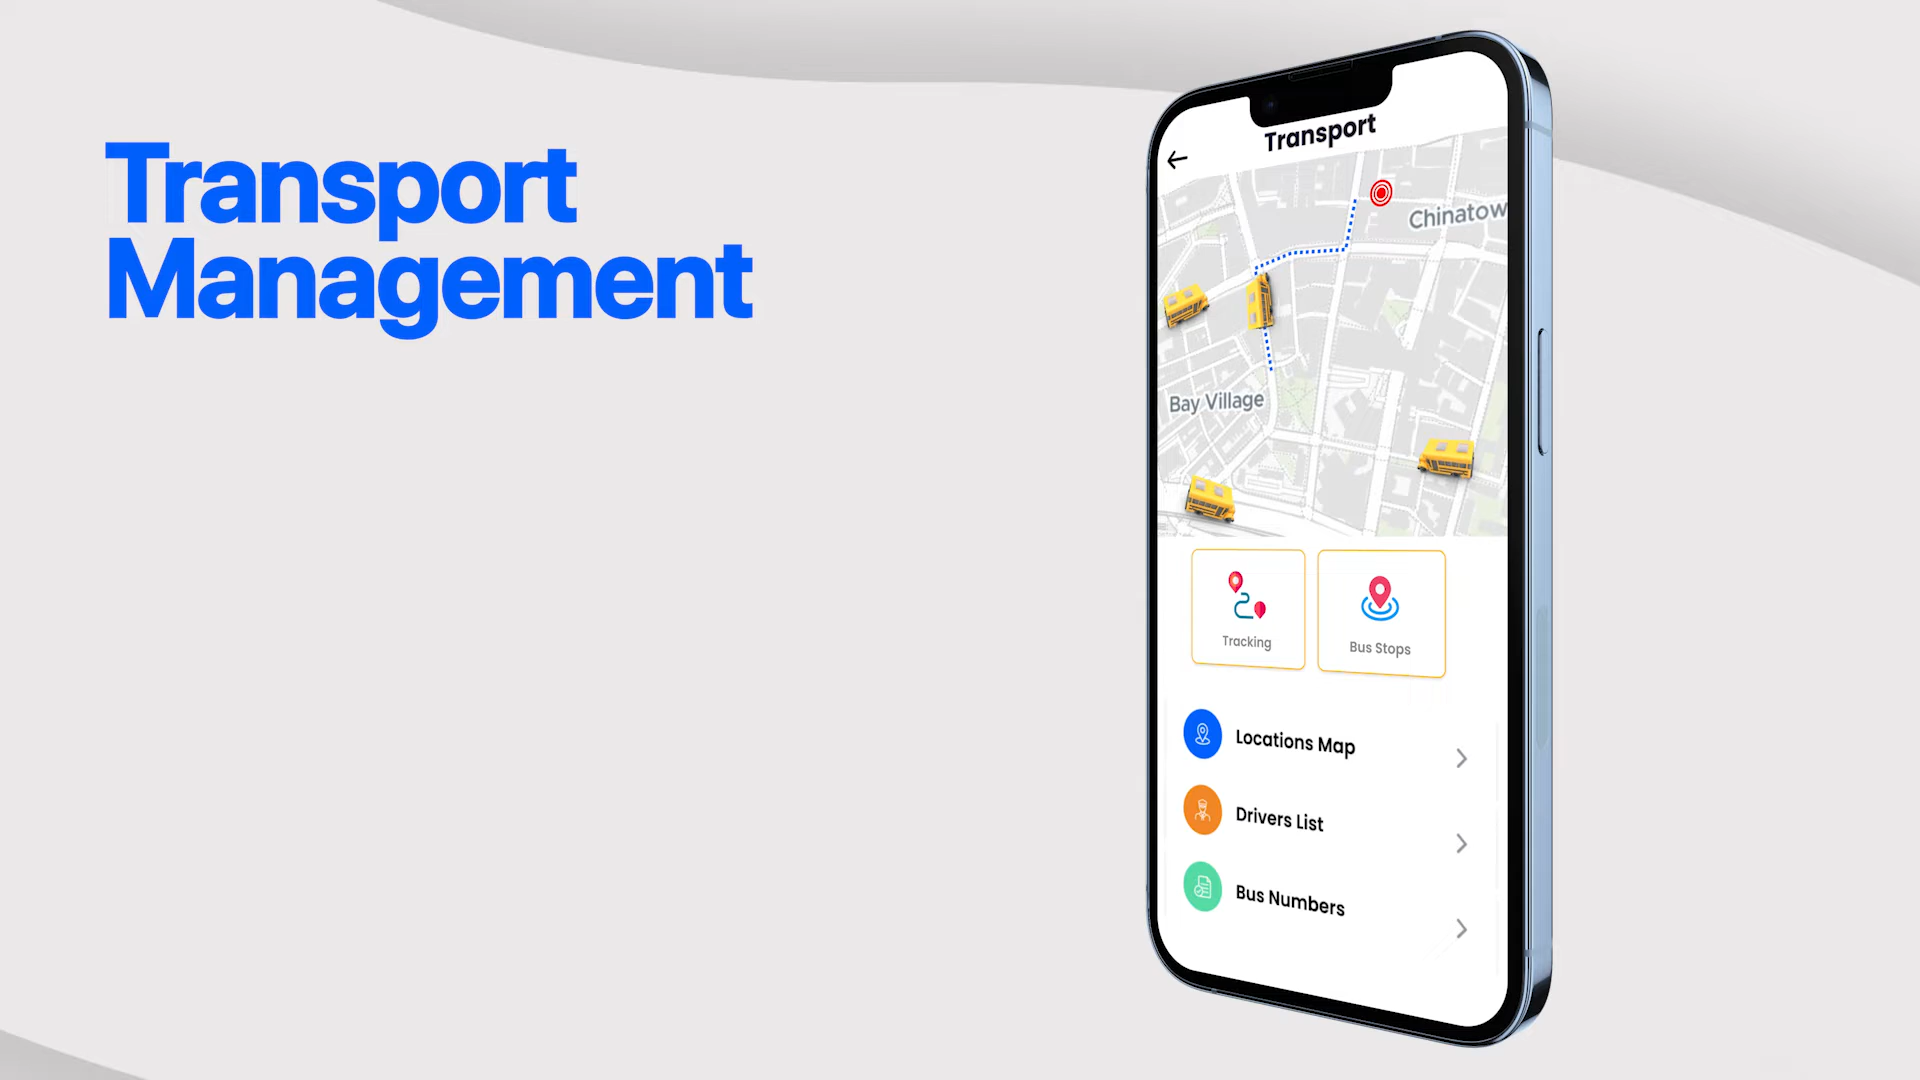 Transport
Management
Transport
Chinatow
Bay Village
Tracking
Bus Stops
Locations Map
Drivers List
Bus Numbers